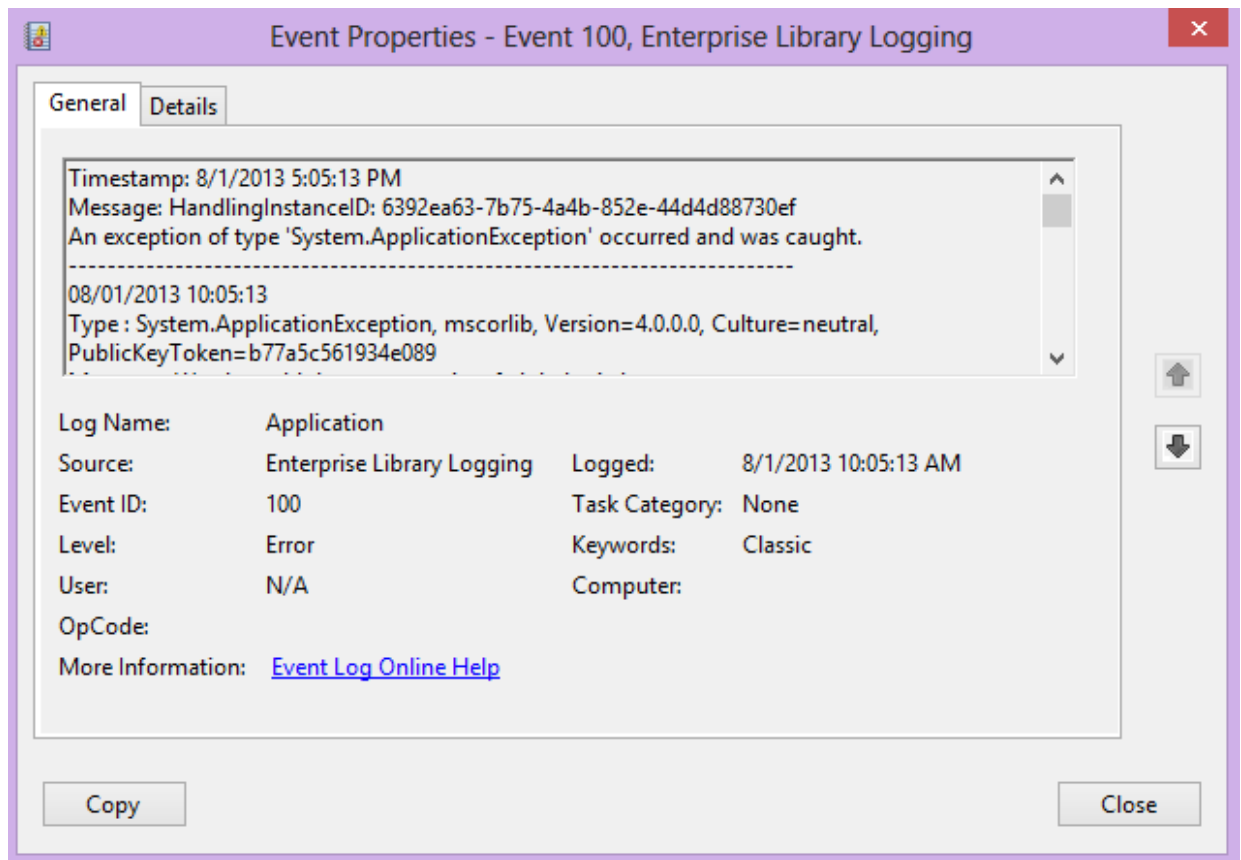 Event Properties - Event 100, Enterprise Library Logging
General Details
Timestamp: 8/1/2013 5:05:13 PM
Message: HandlingInstanceID: 6392ea63-7b75-4a4b-852e-44d4d88730ef
An exception of type 'System.ApplicationException' occurred and was caught.
---------------------------------------------------------------------------
08/01/2013 10:05:13
Type : System.ApplicationException, mscorlib, Version=4.0.0.0, Culture=neutral,
PublicKeyToken=b77a5c561934e089
Log Name: Application
Source: Enterprise Library Logging Logged: 8/1/2013 10:05:13 AM
Event ID: 100 Task Category: None
Level: Error Keywords: Classic
User: N/A Computer:
OpCode:
More Information: Event Log Online Help
Copy Close